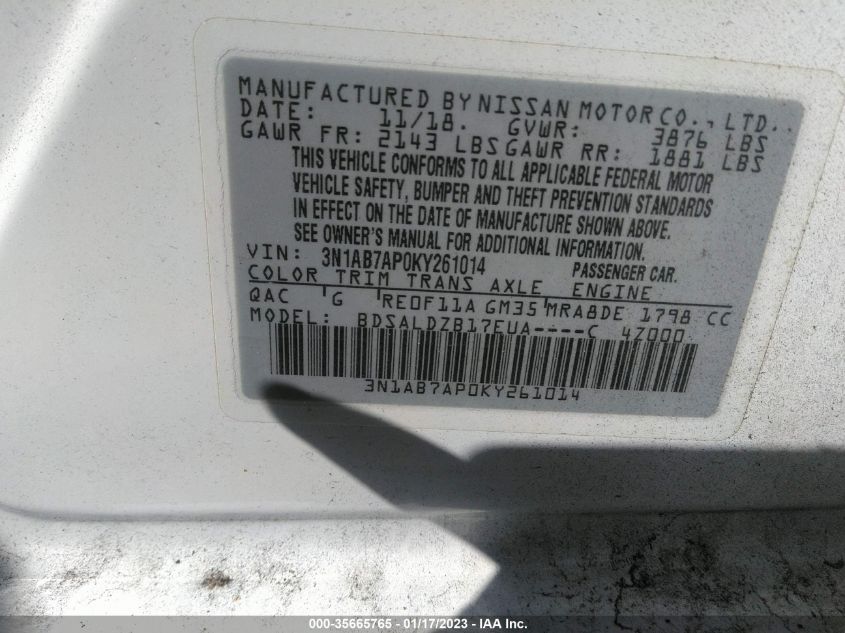 MANUFACTURED BY NISSAN MOTOR CO., LTD.
DATE: 11/18. GVWR: 3876 LBS
GAWR FR: 2143 LBS GAWR RR: 1881 LBS
THIS VEHICLE CONFORMS TO ALL APPLICABLE FEDERAL MOTOR
VEHICLE SAFETY, BUMPER AND THEFT PREVENTION STANDARDS
IN EFFECT ON THE DATE OF MANUFACTURE SHOWN ABOVE.
SEE OWNER'S MANUAL FOR ADDITIONAL INFORMATION.
VIN: 3N1AB7AP0KY261014 PASSENGER CAR.
COLOR TRIM TRANS AXLE ENGINE
QAC G RE0F11A GM35 MRA8DE 1798 CC
MODEL: BDSALDZB17EUA----C 4Z000.
3N1AB7AP0KY261014
000-35665765 - 01/17/2023 - IAA Inc.